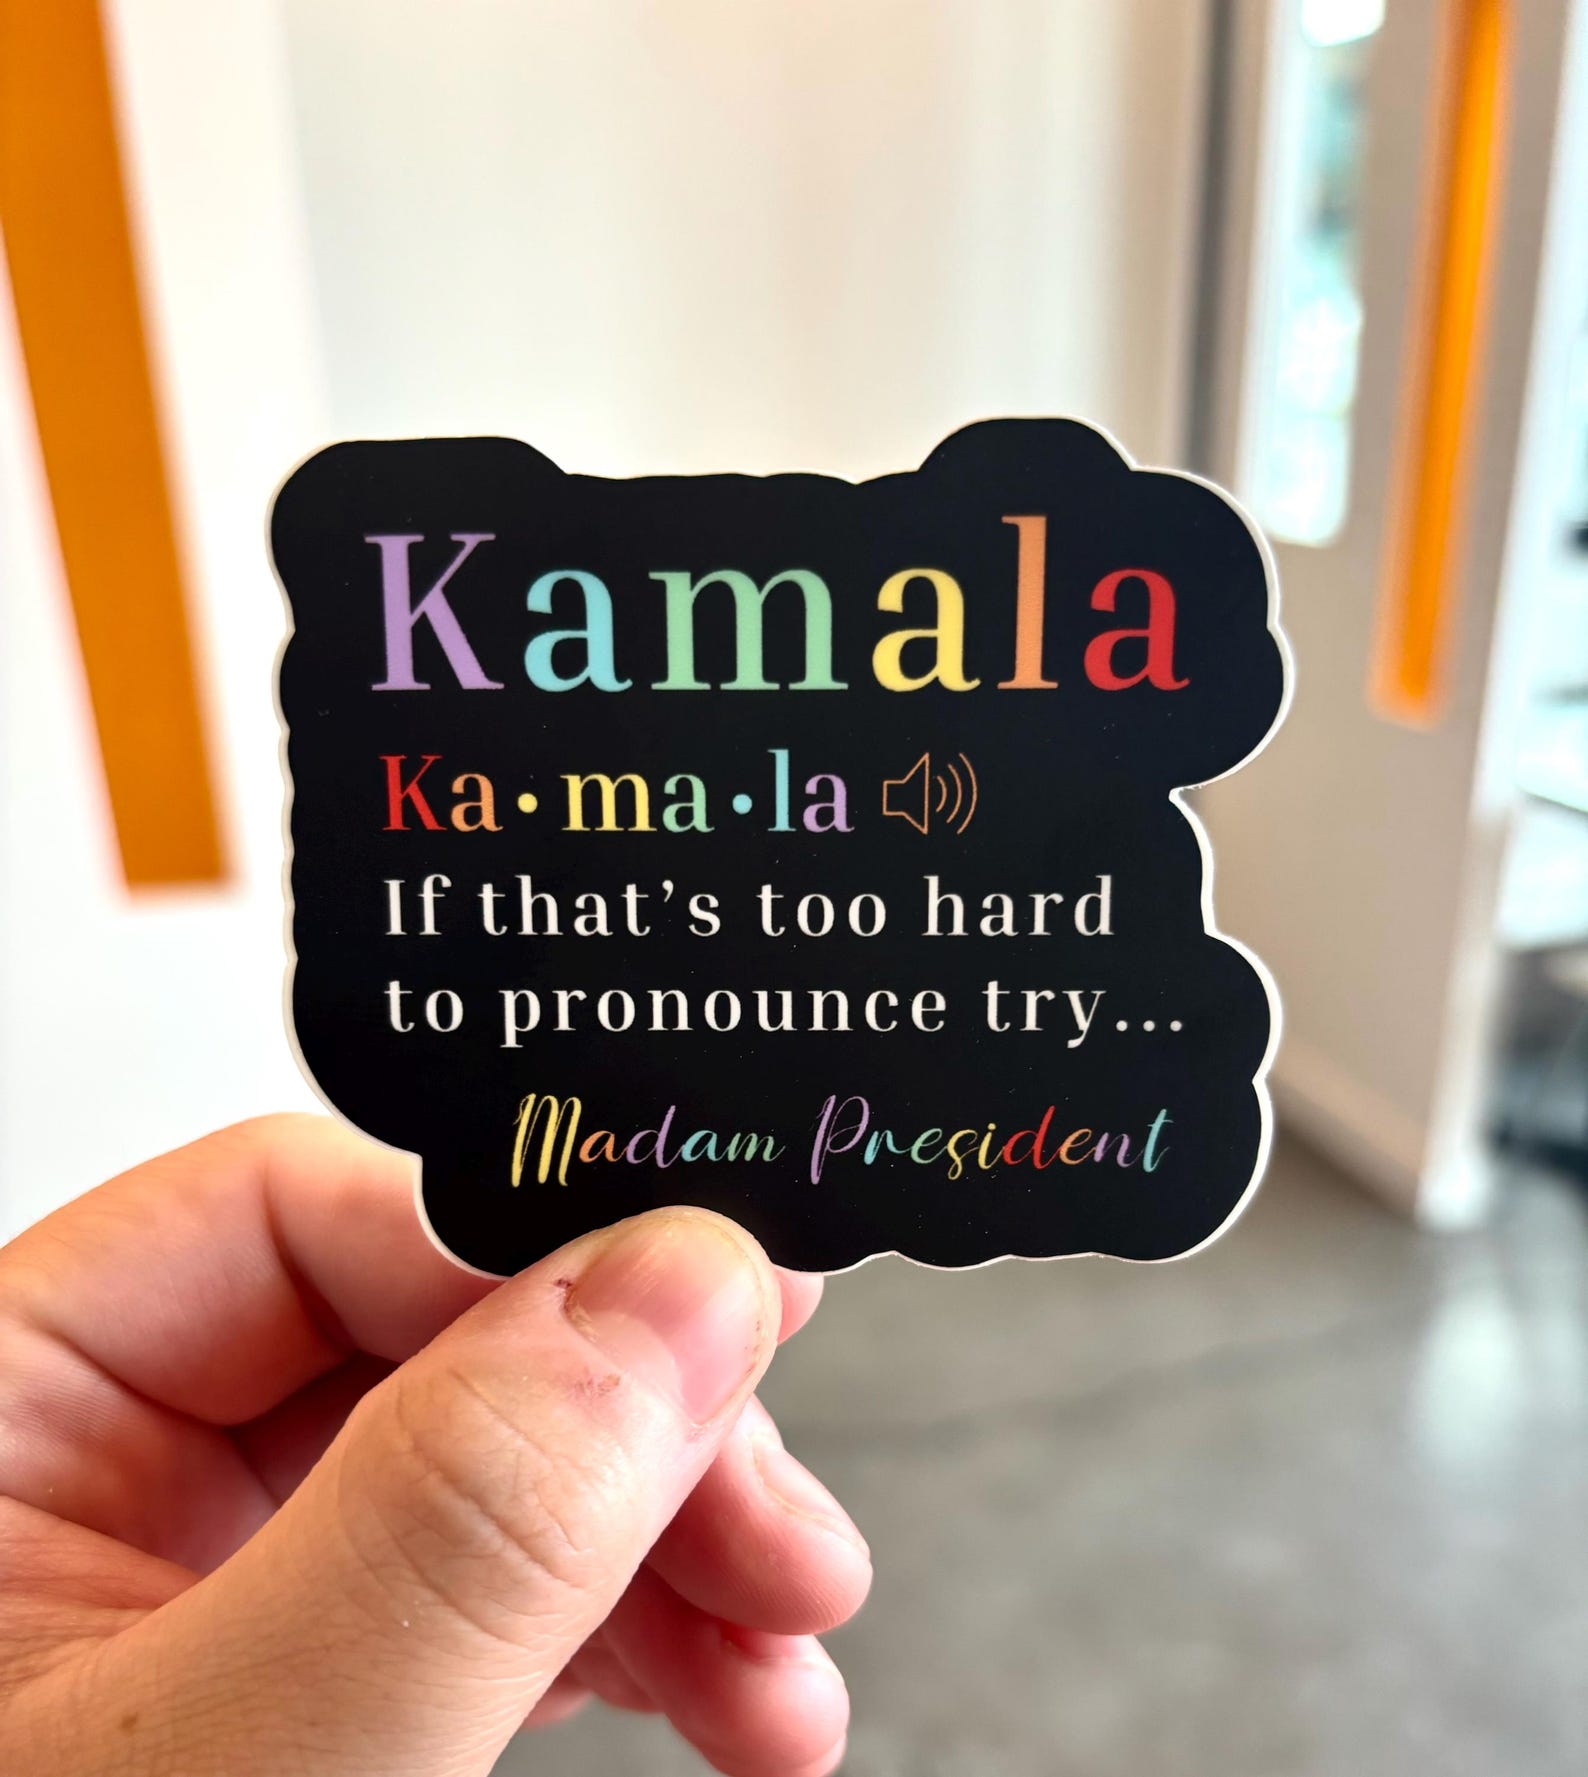 Kamala
Ka•ma•la
If that’s too hard
to pronounce try...
Madam President